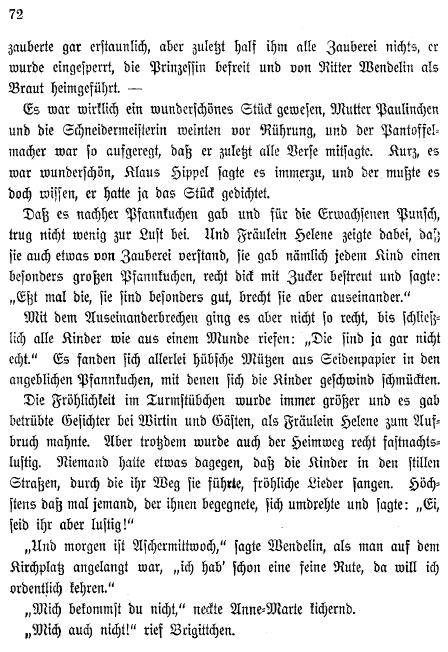 72
zauberte gar erstaunlich, aber zuletzt half ihm alle Zauberei nichts, er
wurde eingesperrt, die Prinzessin befreit und von Ritter Wendelin als
Braut heimgeführt. —
Es war wirklich ein wunderschönes Stück gewesen, Mutter Paulinchen
und die Schneidermeisterin weinten vor Rührung, und der Pantoffel-
macher war so aufgeregt, daß er zuletzt alle Verse mitsagte. Kurz, es
war wunderschön, Klaus Hippel sagte es immerzu, und der mußte es
doch wissen, er hatte ja das Stück gedichtet.
Daß es nachher Pfannkuchen gab und für die Erwachsenen Punsch,
trug nicht wenig zur Lust bei. Und Fräulein Helene zeigte dabei, daß
sie auch etwas von Zauberei verstand, sie gab nämlich jedem Kind einen
besonders großen Pfannkuchen, recht dick mit Zucker bestreut und sagte:
„Eßt mal die, sie sind besonders gut, brecht sie aber auseinander.“
Mit dem Auseinanderbrechen ging es aber nicht so recht, bis schließ-
lich alle Kinder wie aus einem Munde riefen: „Die sind ja gar nicht
echt.“ Es fanden sich allerlei hübsche Mützen aus Seidenpapier in den
angeblichen Pfannkuchen, mit denen sich die Kinder geschwind schmückten.
Die Fröhlichkeit im Turmstübchen wurde immer größer und es gab
betrübte Gesichter bei Wirtin und Gästen, als Fräulein Helene zum Auf-
bruch mahnte. Aber trotzdem wurde auch der Heimweg recht fastnachts-
lustig. Niemand hatte etwas dagegen, daß die Kinder in den stillen
Straßen, durch die ihr Weg sie führte, fröhliche Lieder sangen. Höch-
stens daß mal jemand, der ihnen begegnete, sich umdrehte und sagte: „Ei,
seid ihr aber lustig!“
„Und morgen ist Aschermittwoch,“ sagte Wendelin, als man auf dem
Kirchplatz angelangt war, „ich hab’ schon eine feine Rute, da will ich
ordentlich kehren.“
„Mich bekommst du nicht,“ neckte Anne-Marte kichernd.
„Mich auch nicht!“ rief Brigittchen.